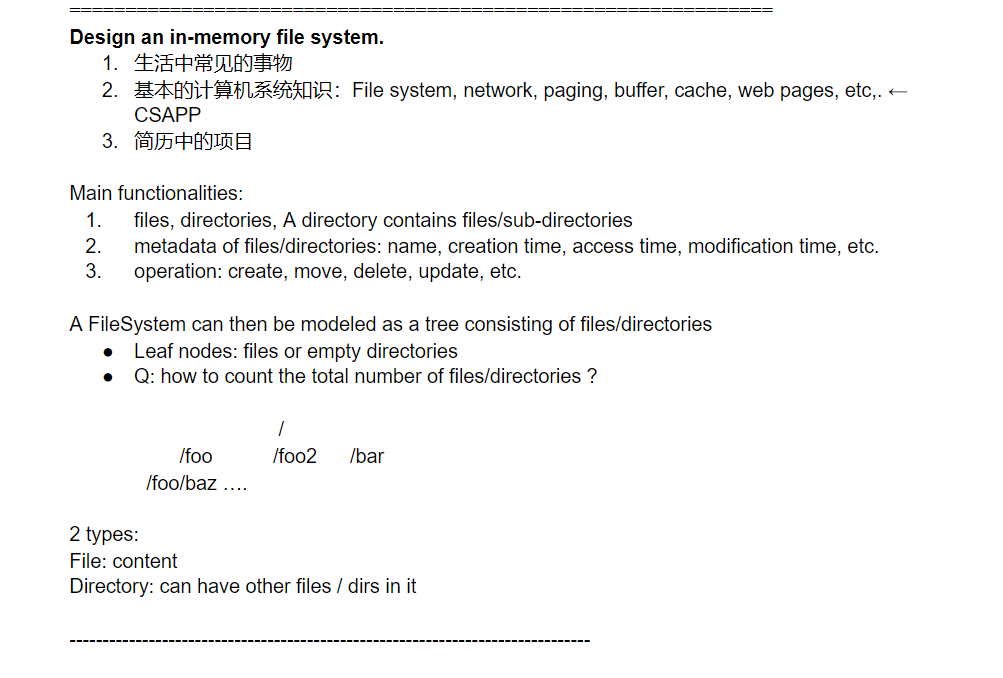 ================================================================
Design an in-memory file system.
1. 生活中常见的事物
2. 基本的计算机系统知识：File system, network, paging, buffer, cache, web pages, etc,. ←
CSAPP
3. 简历中的项目
Main functionalities:
1. files, directories, A directory contains files/sub-directories
2. metadata of files/directories: name, creation time, access time, modification time, etc.
3. operation: create, move, delete, update, etc.
A FileSystem can then be modeled as a tree consisting of files/directories
● Leaf nodes: files or empty directories
● Q: how to count the total number of files/directories ?
/
/foo /foo2 /bar
/foo/baz ….
2 types:
File: content
Directory: can have other files / dirs in it
-------------------------------------------------------------------------------